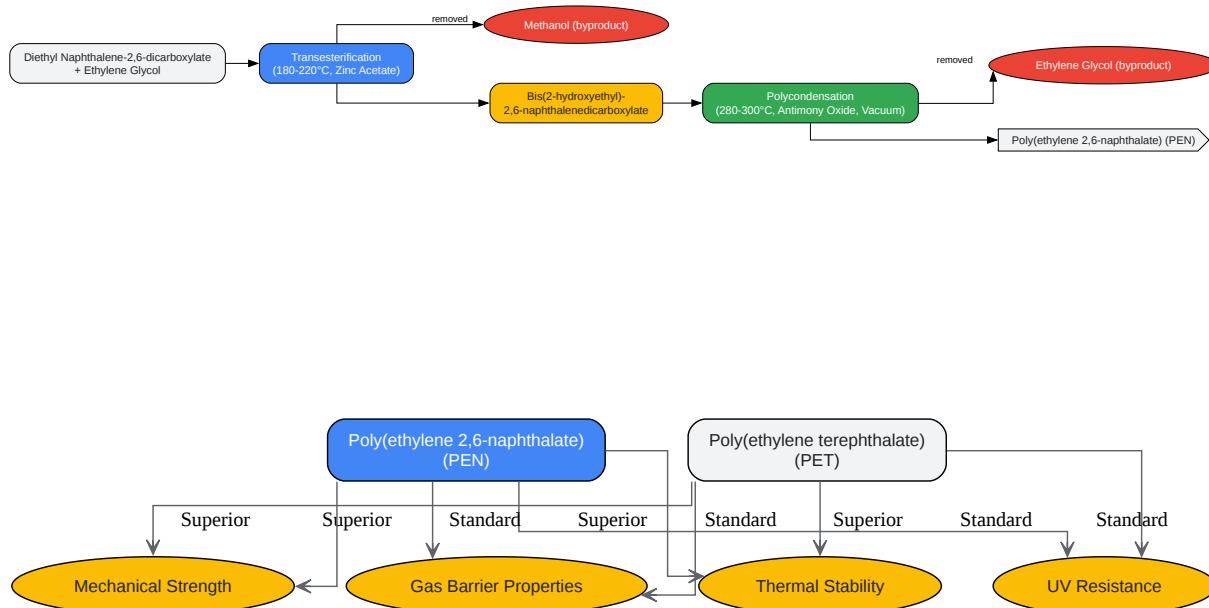 removed
Methanol (byproduct)
Diethyl Naphthalene-2,6-dicarboxylate
+ Ethylene Glycol
Transesterification
(180-220°C, Zinc Acetate)
removed
Ethylene Glycol (byproduct)
Bis(2-hydroxyethyl)-
2,6-naphthalenedicarboxylate
Polycondensation
(280-300°C, Antimony Oxide, Vacuum)
Poly(ethylene 2,6-naphthalate) (PEN)
Poly(ethylene 2,6-naphthalate)
(PEN)
Poly(ethylene terephthalate)
(PET)
Superior
Superior
Standard
Superior
Standard
Superior
Standard
Standard
Mechanical Strength
Gas Barrier Properties
Thermal Stability
UV Resistance